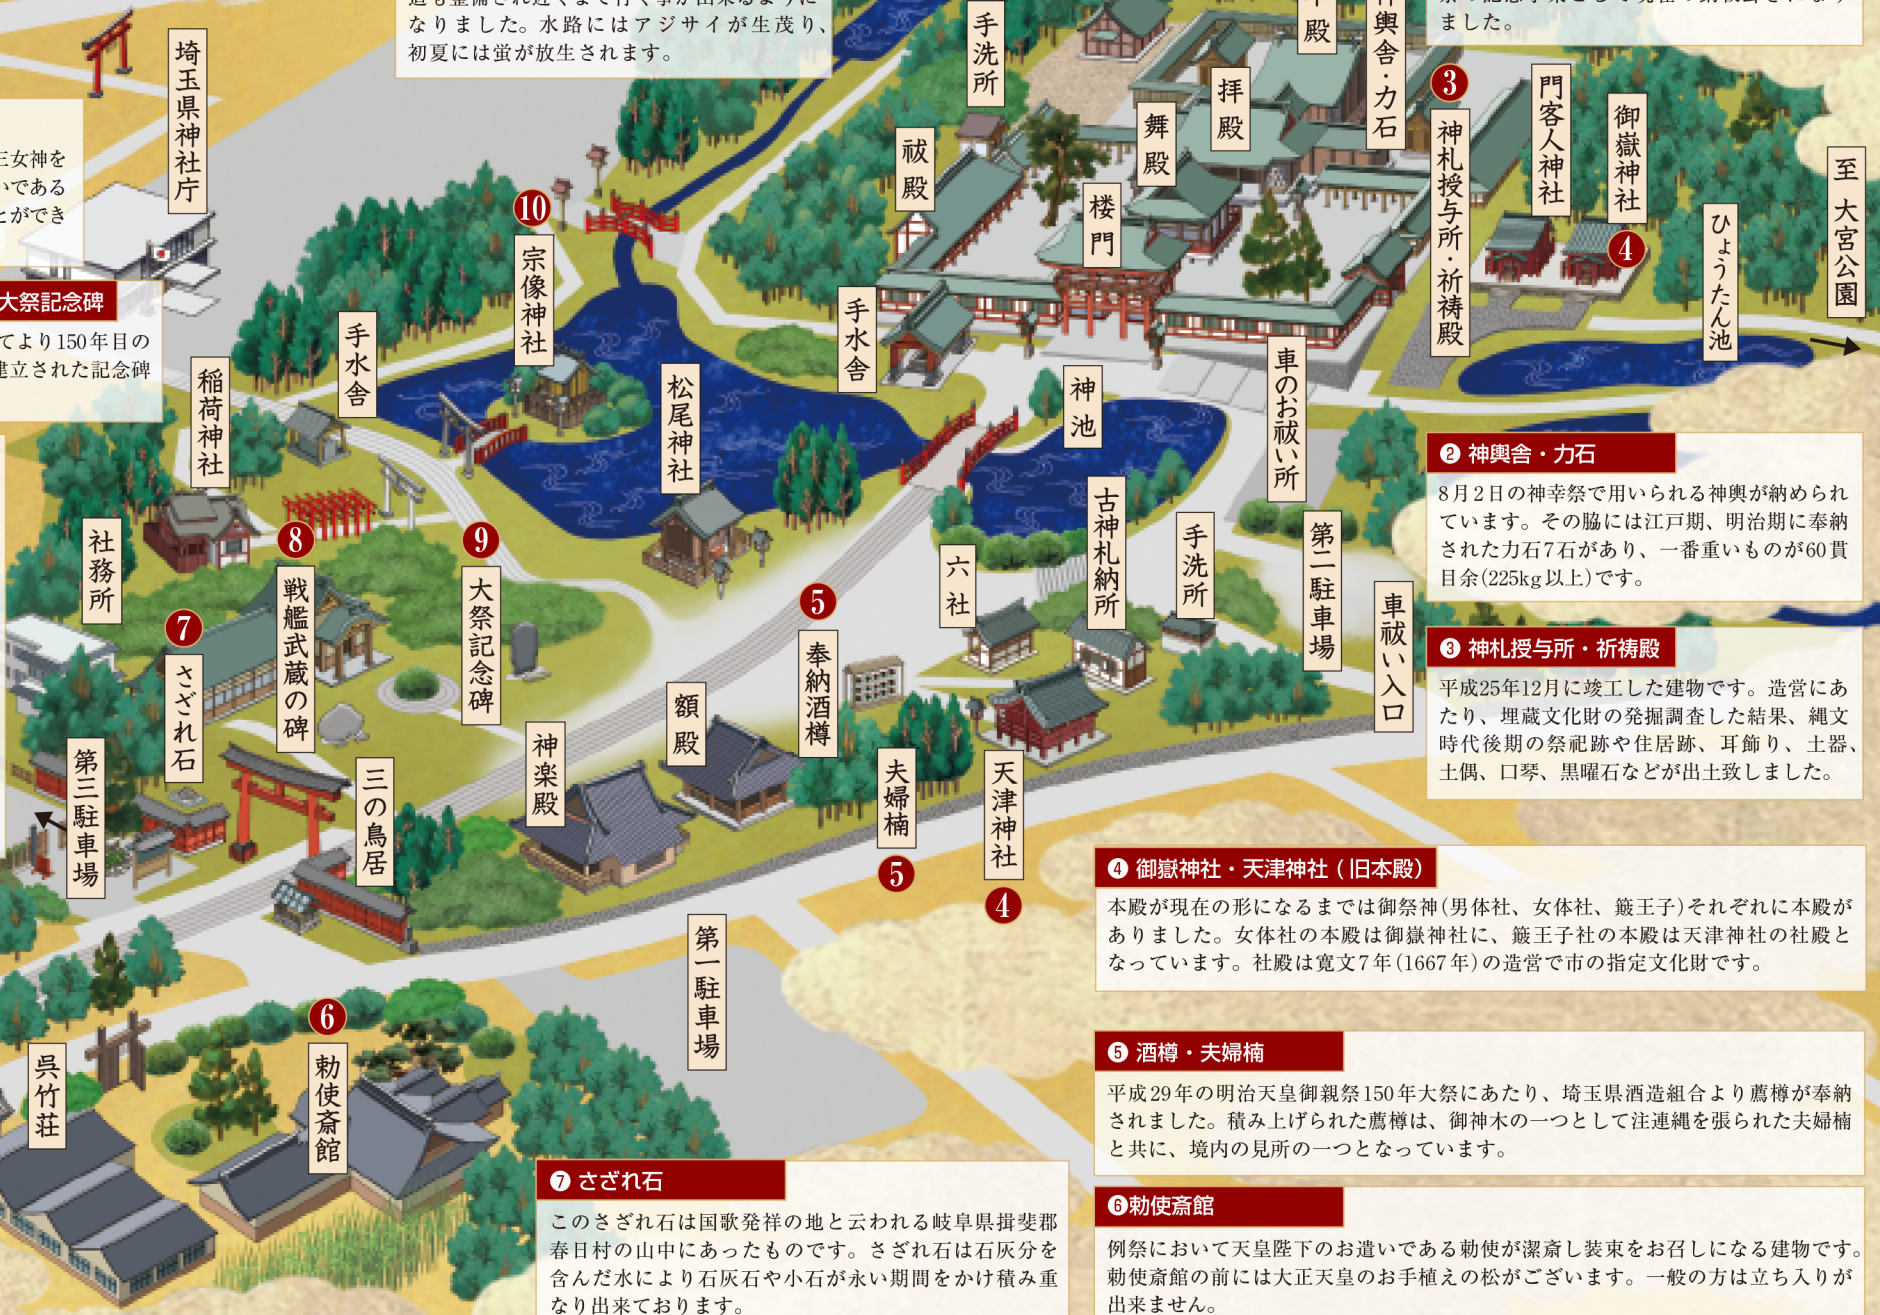 なりました。水路にはアジサイが生茂り、
初夏には蛍が放生されます。
ました。
埼玉県神社庁
三女神を
いである
とができ
大祭記念碑
てより150年目の
建立された記念碑
手洗所
殿
神輿舎・力石
拝殿
舞殿
祓殿
楼門
3
神札授与所・祈祷殿
門客人神社
御嶽神社
4
ひょうたん池
至 大宮公園
10
宗像神社
手水舎
手水舎
稲荷神社
松尾神社
神池
車のお祓い所
社務所
8
戦艦武蔵の碑
9
大祭記念碑
7
さざれ石
5
奉納酒樽
六社
古神札納所
手洗所
第二駐車場
車祓い入口
第三駐車場
三の鳥居
神楽殿
額殿
夫婦楠
5
天津神社
4
第一駐車場
6
勅使斎館
呉竹荘
❷ 神輿舎・力石
8月2日の神幸祭で用いられる神輿が納められ
ています。その脇には江戸期、明治期に奉納
された力石7石があり、一番重いものが60貫
目余(225kg以上)です。
❸ 神札授与所・祈祷殿
平成25年12月に竣工した建物です。造営にあ
たり、埋蔵文化財の発掘調査した結果、縄文
時代後期の祭祀跡や住居跡、耳飾り、土器、
土偶、口琴、黒曜石などが出土致しました。
❹ 御嶽神社・天津神社(旧本殿)
本殿が現在の形になるまでは御祭神(男体社、女体社、簸王子)それぞれに本殿が
ありました。女体社の本殿は御嶽神社に、簸王子社の本殿は天津神社の社殿と
なっています。社殿は寛文7年(1667年)の造営で市の指定文化財です。
❺ 酒樽・夫婦楠
平成29年の明治天皇御親祭150年大祭にあたり、埼玉県酒造組合より薦樽が奉納
されました。積み上げられた薦樽は、御神木の一つとして注連縄を張られた夫婦楠
と共に、境内の見所の一つとなっています。
❻勅使斎館
例祭において天皇陛下のお遣いである勅使が潔斎し装束をお召しになる建物です。
勅使斎館の前には大正天皇のお手植えの松がございます。一般の方は立ち入りが
出来ません。
❼ さざれ石
このさざれ石は国歌発祥の地と云われる岐阜県揖斐郡
春日村の山中にあったものです。さざれ石は石灰分を
含んだ水により石灰石や小石が永い期間をかけ積み重
なり出来ております。